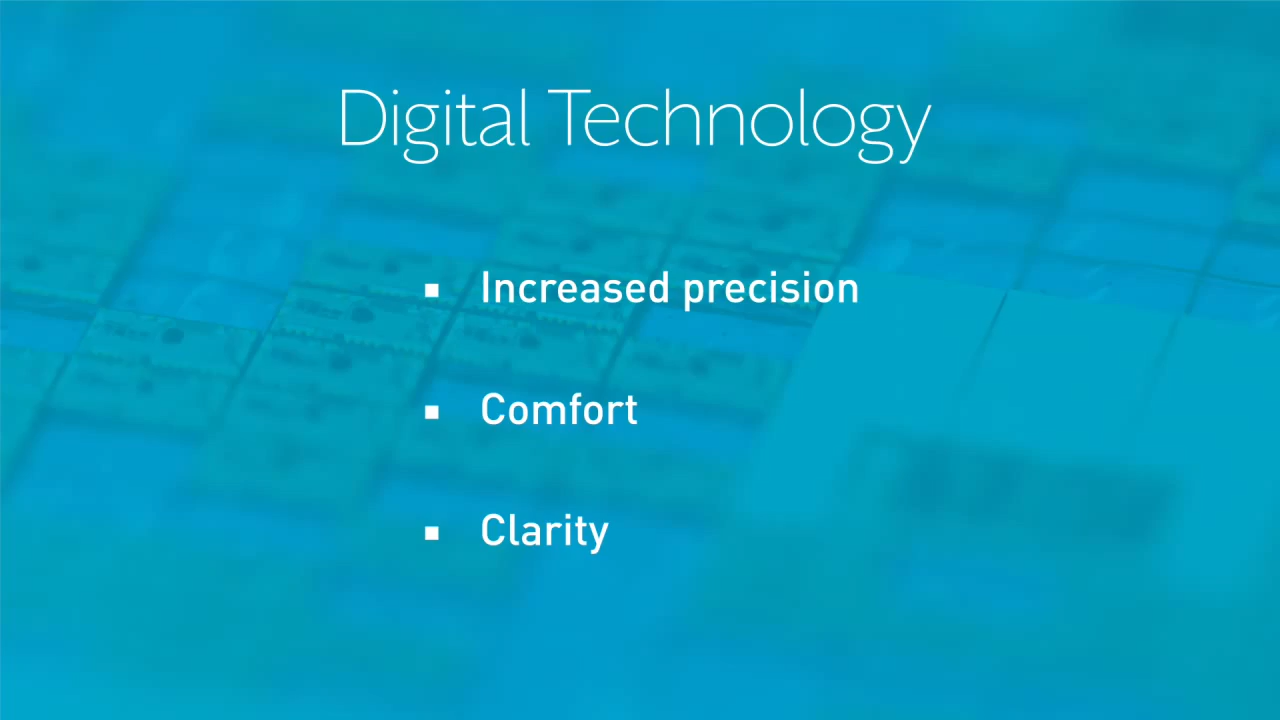 Digital Technology
▪ Increased precision
▪ Comfort
▪ Clarity